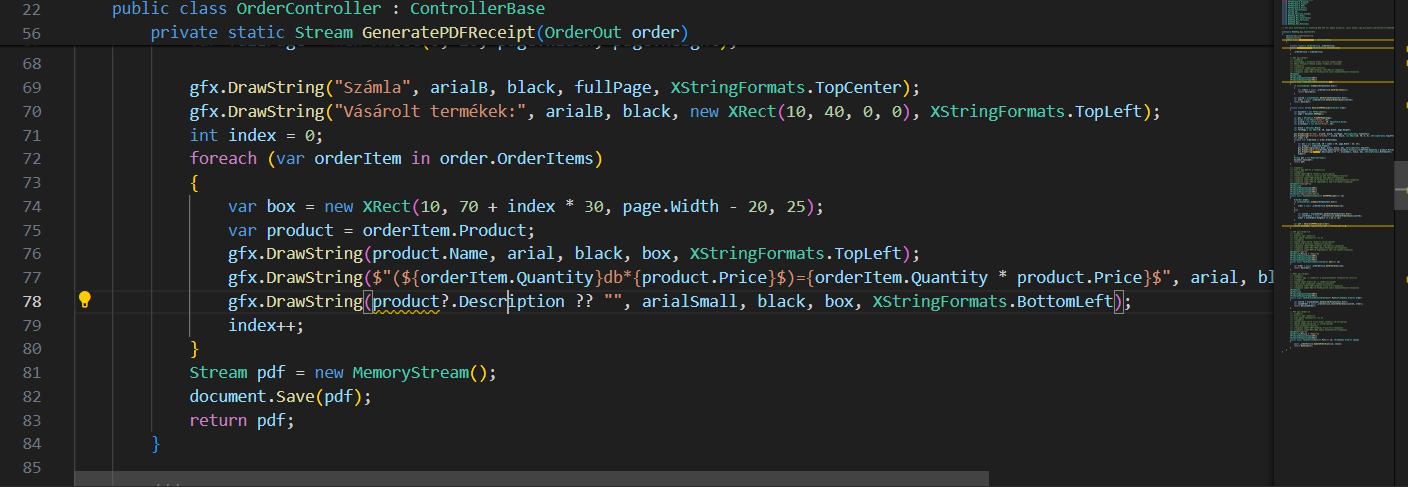 22 public class OrderController : ControllerBase
56 private static Stream GeneratePDFReceipt(OrderOut order)
68
69 gfx.DrawString("Számla", arialB, black, fullPage, XStringFormats.TopCenter);
70 gfx.DrawString("Vásárolt termékek:", arialB, black, new XRect(10, 40, 0, 0), XStringFormats.TopLeft);
71 int index = 0;
72 foreach (var orderItem in order.OrderItems)
73 {
74 var box = new XRect(10, 70 + index * 30, page.Width - 20, 25);
75 var product = orderItem.Product;
76 gfx.DrawString(product.Name, arial, black, box, XStringFormats.TopLeft);
77 gfx.DrawString($"(${orderItem.Quantity}db*{product.Price}$)={orderItem.Quantity * product.Price}$", arial, bl
78 gfx.DrawString(product?.Description ?? "", arialSmall, black, box, XStringFormats.BottomLeft);
79 index++;
80 }
81 Stream pdf = new MemoryStream();
82 document.Save(pdf);
83 return pdf;
84 }
85